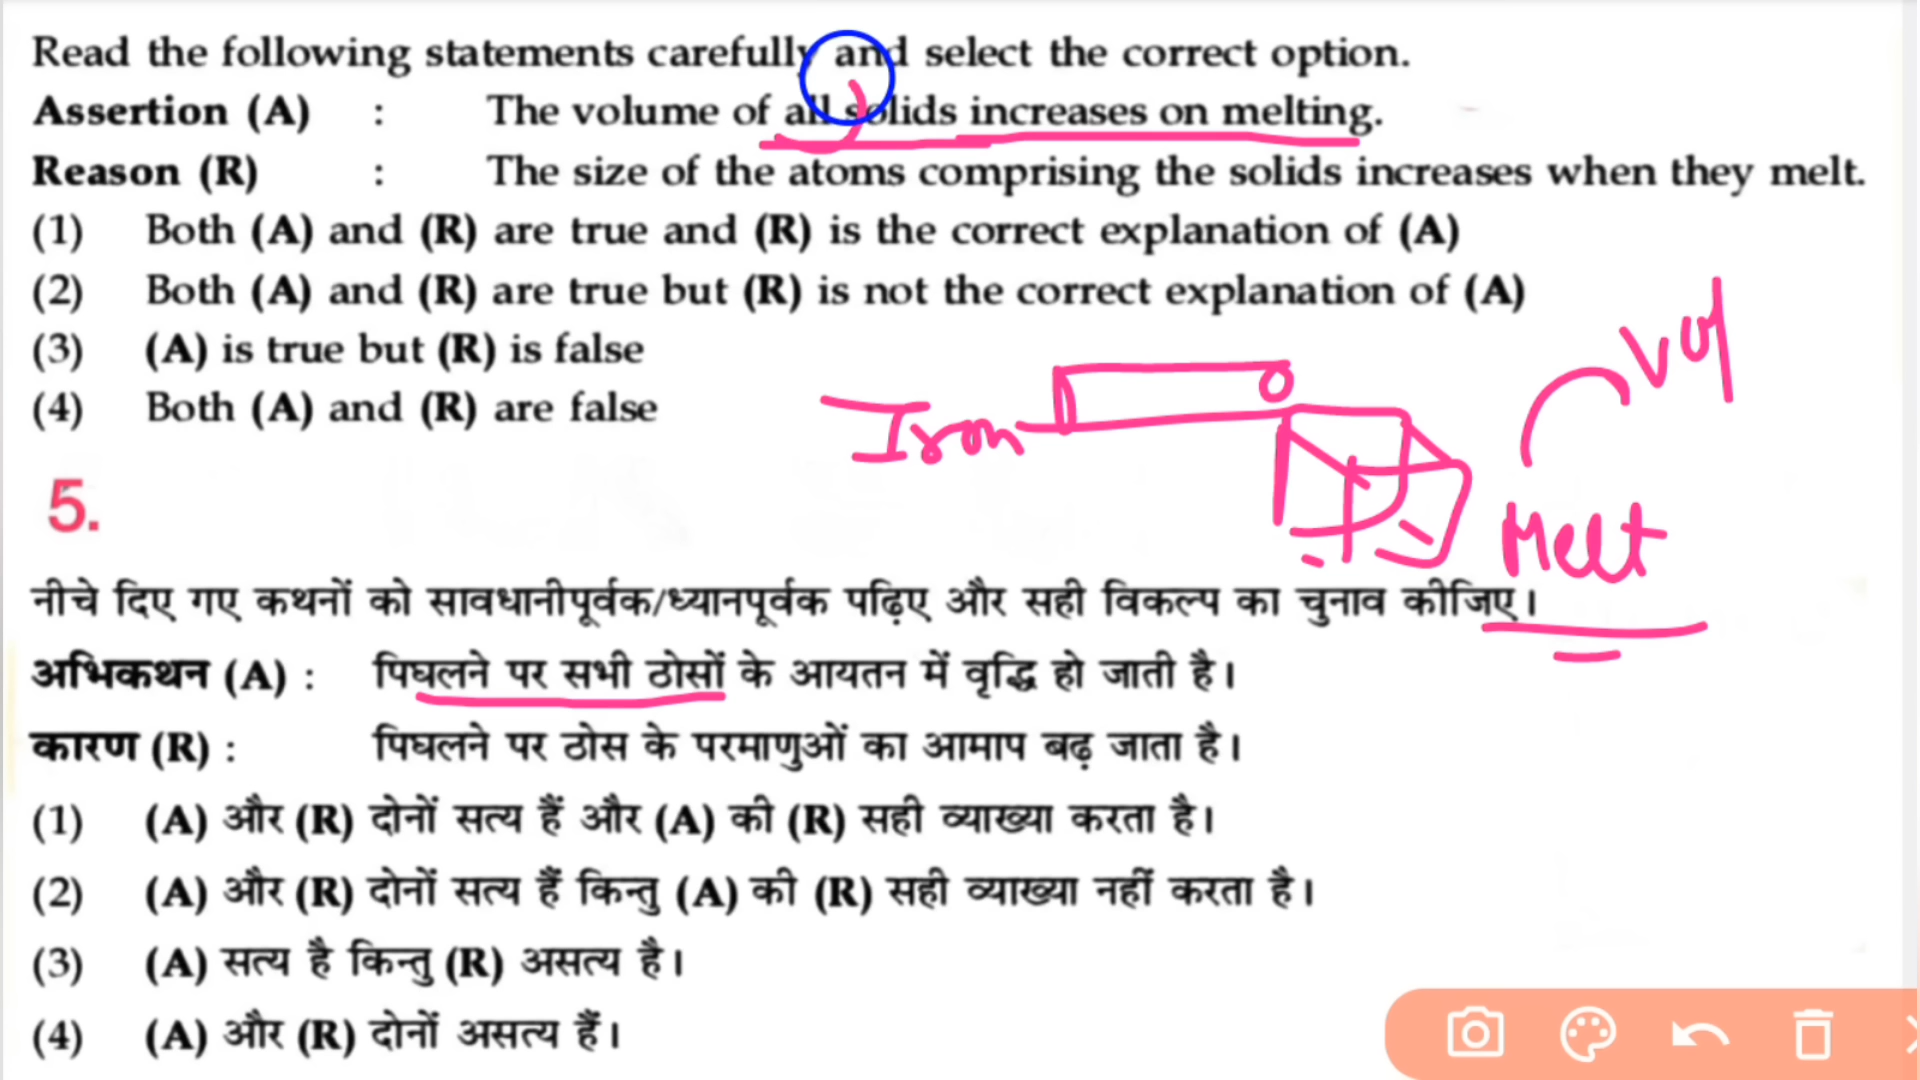 Read the following statements carefully and select the correct option.
Assertion (A) : The volume of all solids increases on melting.
Reason (R) : The size of the atoms comprising the solids increases when they melt.
(1) Both (A) and (R) are true and (R) is the correct explanation of (A)
(2) Both (A) and (R) are true but (R) is not the correct explanation of (A)
(3) (A) is true but (R) is false
(4) Both (A) and (R) are false
Vol
Iron
Melt
5.
नीचे दिए गए कथनों को सावधानीपूर्वक/ध्यानपूर्वक पढ़िए और सही विकल्प का चुनाव कीजिए।
अभिकथन (A) : पिघलने पर सभी ठोसों के आयतन में वृद्धि हो जाती है।
कारण (R) : पिघलने पर ठोस के परमाणुओं का आमाप बढ़ जाता है।
(1) (A) और (R) दोनों सत्य हैं और (A) की (R) सही व्याख्या करता है।
(2) (A) और (R) दोनों सत्य हैं किन्तु (A) की (R) सही व्याख्या नहीं करता है।
(3) (A) सत्य है किन्तु (R) असत्य है।
(4) (A) और (R) दोनों असत्य हैं।